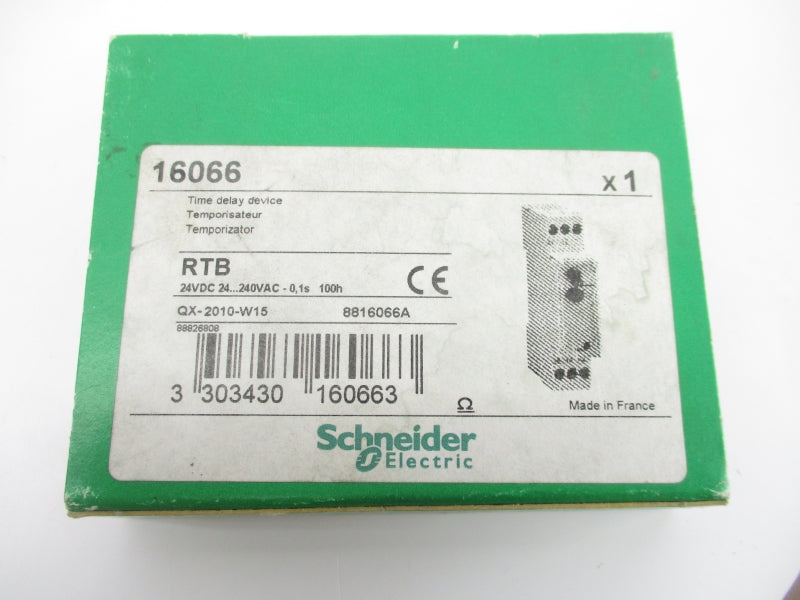 16066
x 1
Time delay device
Temporisateur
Temporizator
RTB
24VDC 24...240VAC - 0,1s 100h
CE
QX-2010-W15 8816066A
88826808
3 303430 160663
Ω
Made in France
Schneider
Electric